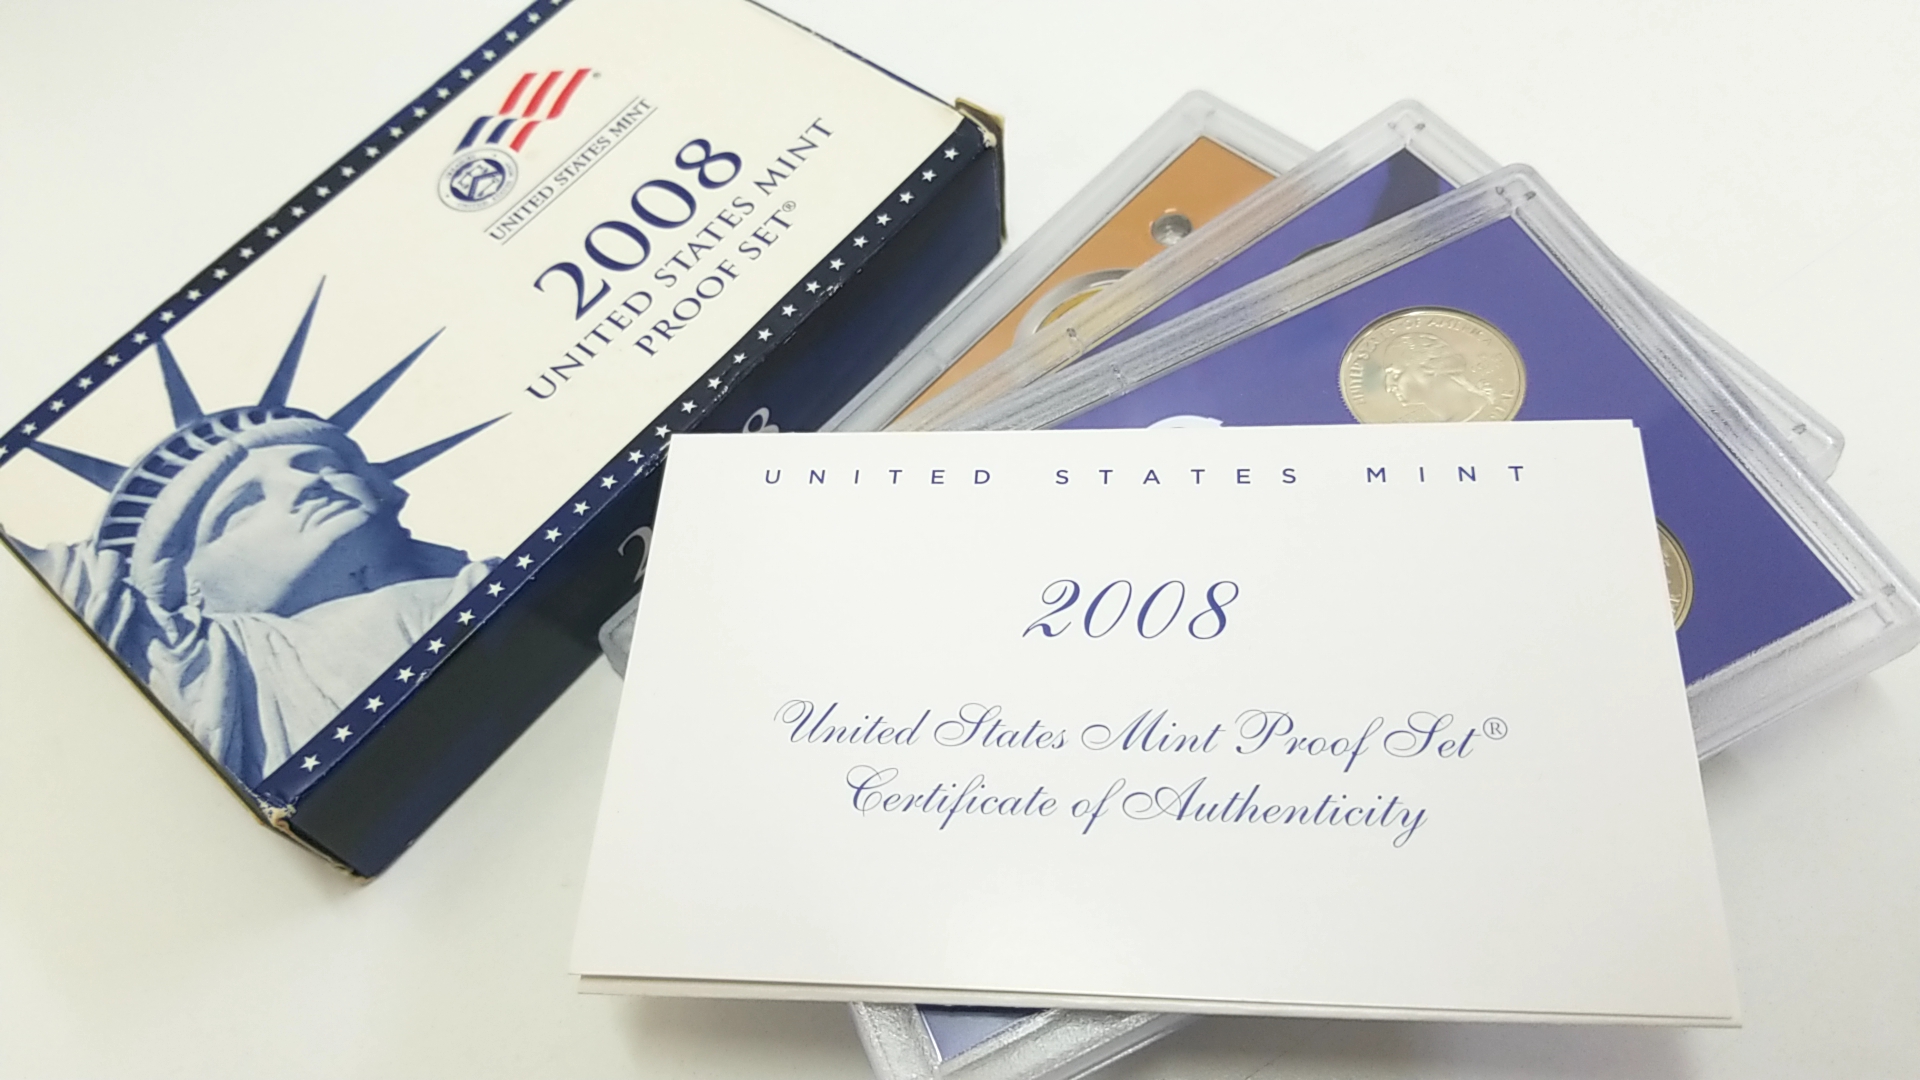 UNITED STATES MINT
2008
UNITED STATES MINT
PROOF SET®
UNITED STATES MINT
2008
United States Mint Proof Set®
Certificate of Authenticity